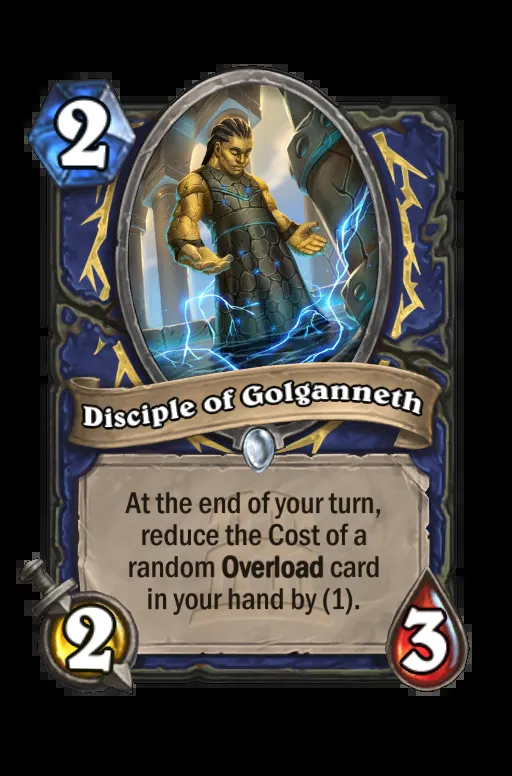 2
Disciple of Golganneth
At the end of your turn,
reduce the Cost of a
random Overload card
in your hand by (1).
2
3